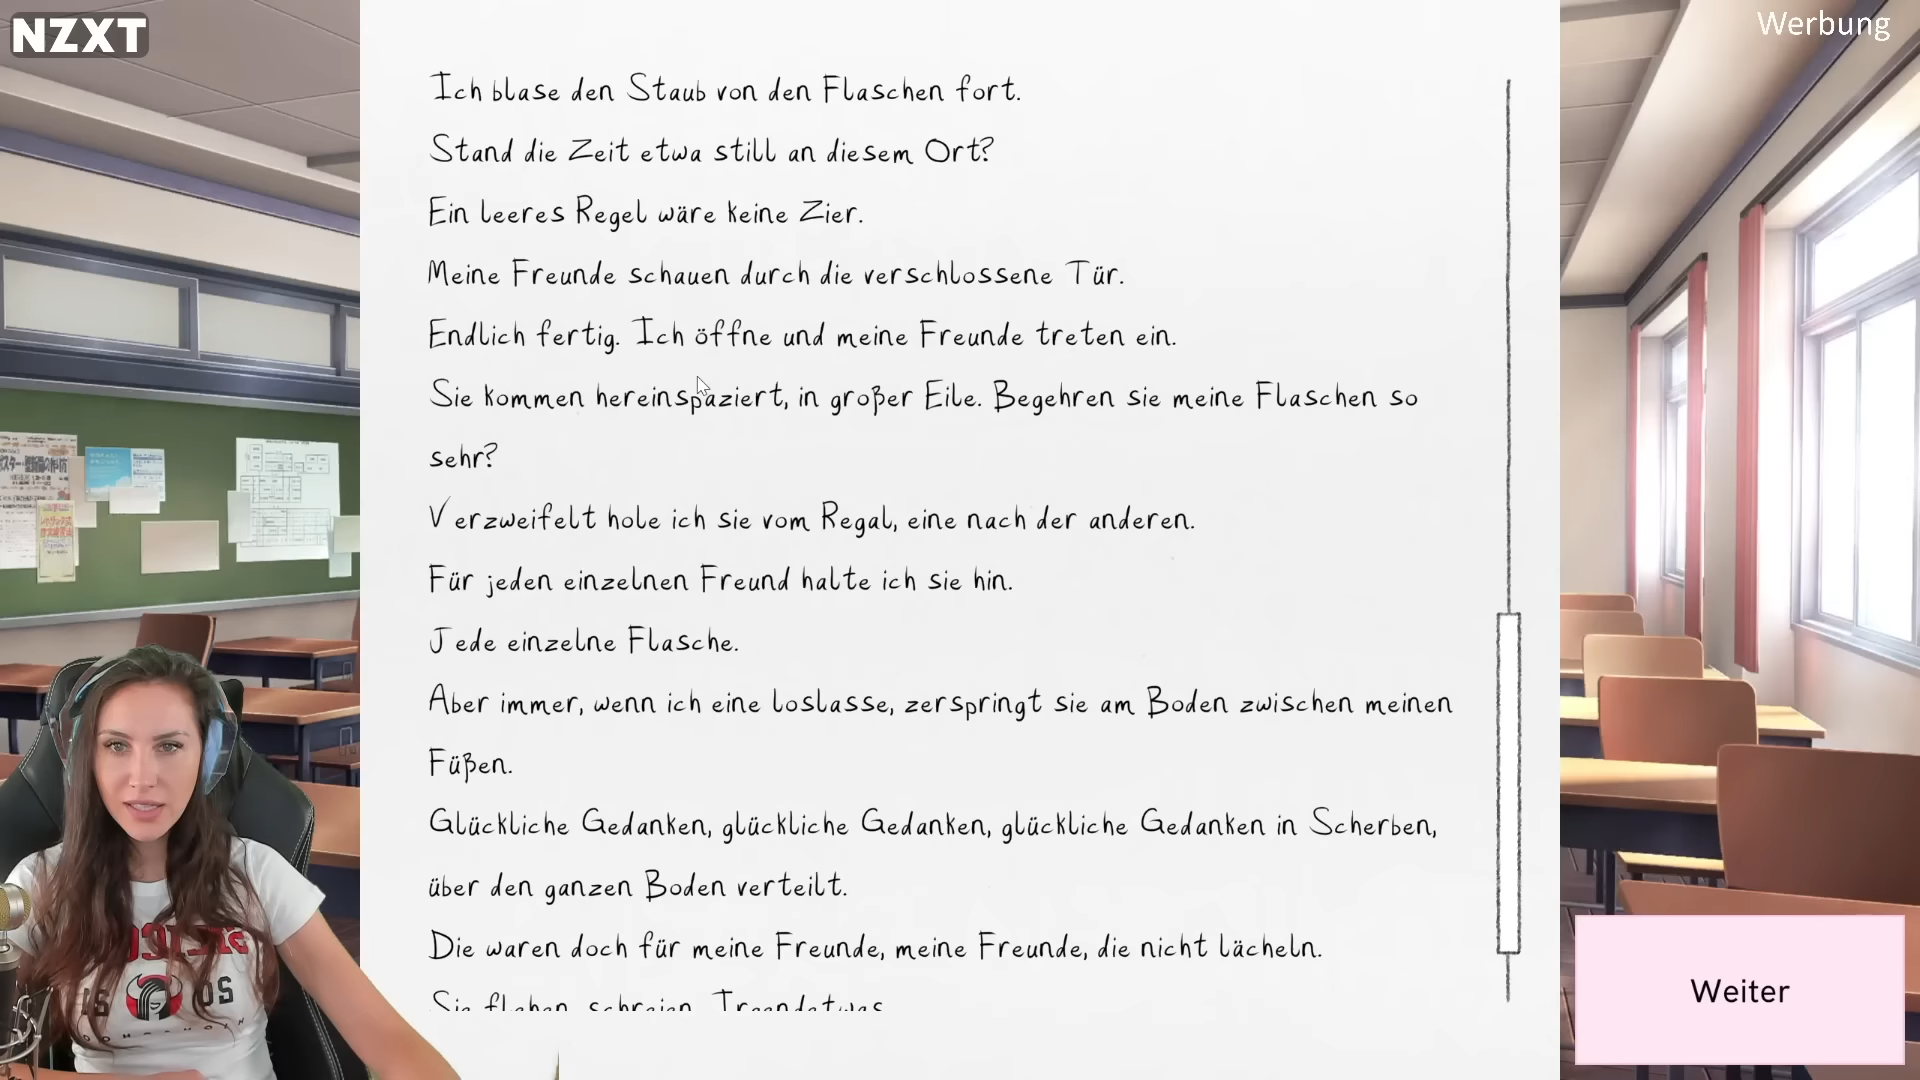 NZXT
Werbung
Ich blase den Staub von den Flaschen fort.
Stand die Zeit etwa still an diesem Ort?
Ein leeres Regel wäre keine Zier.
Meine Freunde schauen durch die verschlossene Tür.
Endlich fertig. Ich öffne und meine Freunde treten ein.
Sie kommen hereinspaziert, in großer Eile. Begehren sie meine Flaschen so
sehr?
Verzweifelt hole ich sie vom Regal, eine nach der anderen.
Für jeden einzelnen Freund halte ich sie hin.
Jede einzelne Flasche.
Aber immer, wenn ich eine loslasse, zerspringt sie am Boden zwischen meinen
Füßen.
Glückliche Gedanken, glückliche Gedanken, glückliche Gedanken in Scherben,
über den ganzen Boden verteilt.
Die waren doch für meine Freunde, meine Freunde, die nicht lächeln.
Sie flehen, schreien. Irgendetwas
Weiter